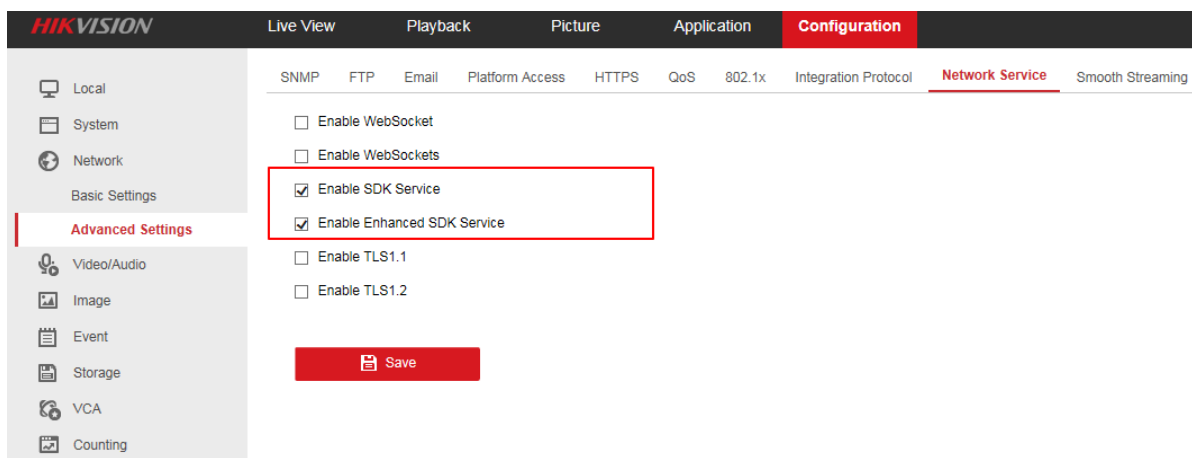 HIKVISION Live View Playback Picture Application Configuration
SNMP FTP Email Platform Access HTTPS QoS 802.1x Integration Protocol Network Service Smooth Streaming
Local
System
Network
Basic Settings
Advanced Settings
Video/Audio
Image
Event
Storage
VCA
Counting
Enable WebSocket
Enable WebSockets
Enable SDK Service
Enable Enhanced SDK Service
Enable TLS1.1
Enable TLS1.2
Save